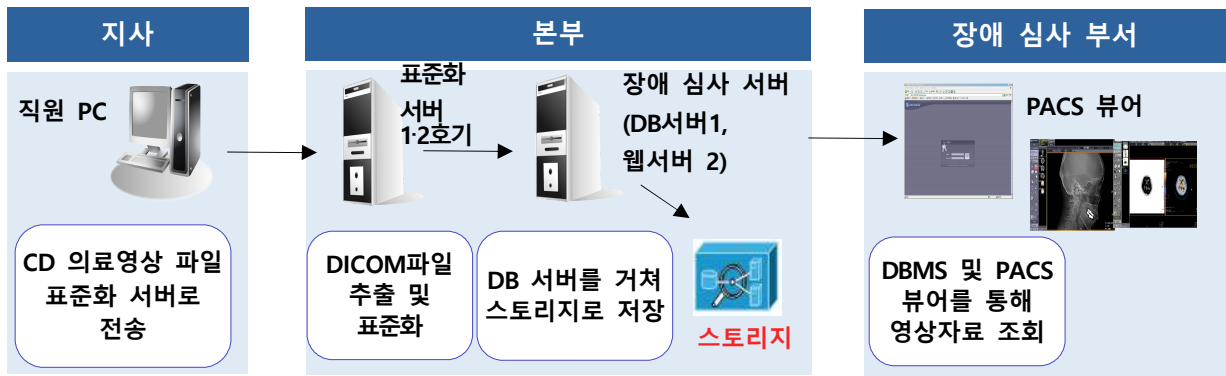 지사
직원 PC
CD 의료영상 파일
표준화 서버로
전송
본부
표준화
서버
1·2호기
장애 심사 서버
(DB서버1,
웹서버 2)
DICOM파일
추출 및
표준화
DB 서버를 거쳐
스토리지로 저장
스토리지
장애 심사 부서
PACS 뷰어
DBMS 및 PACS
뷰어를 통해
영상자료 조회